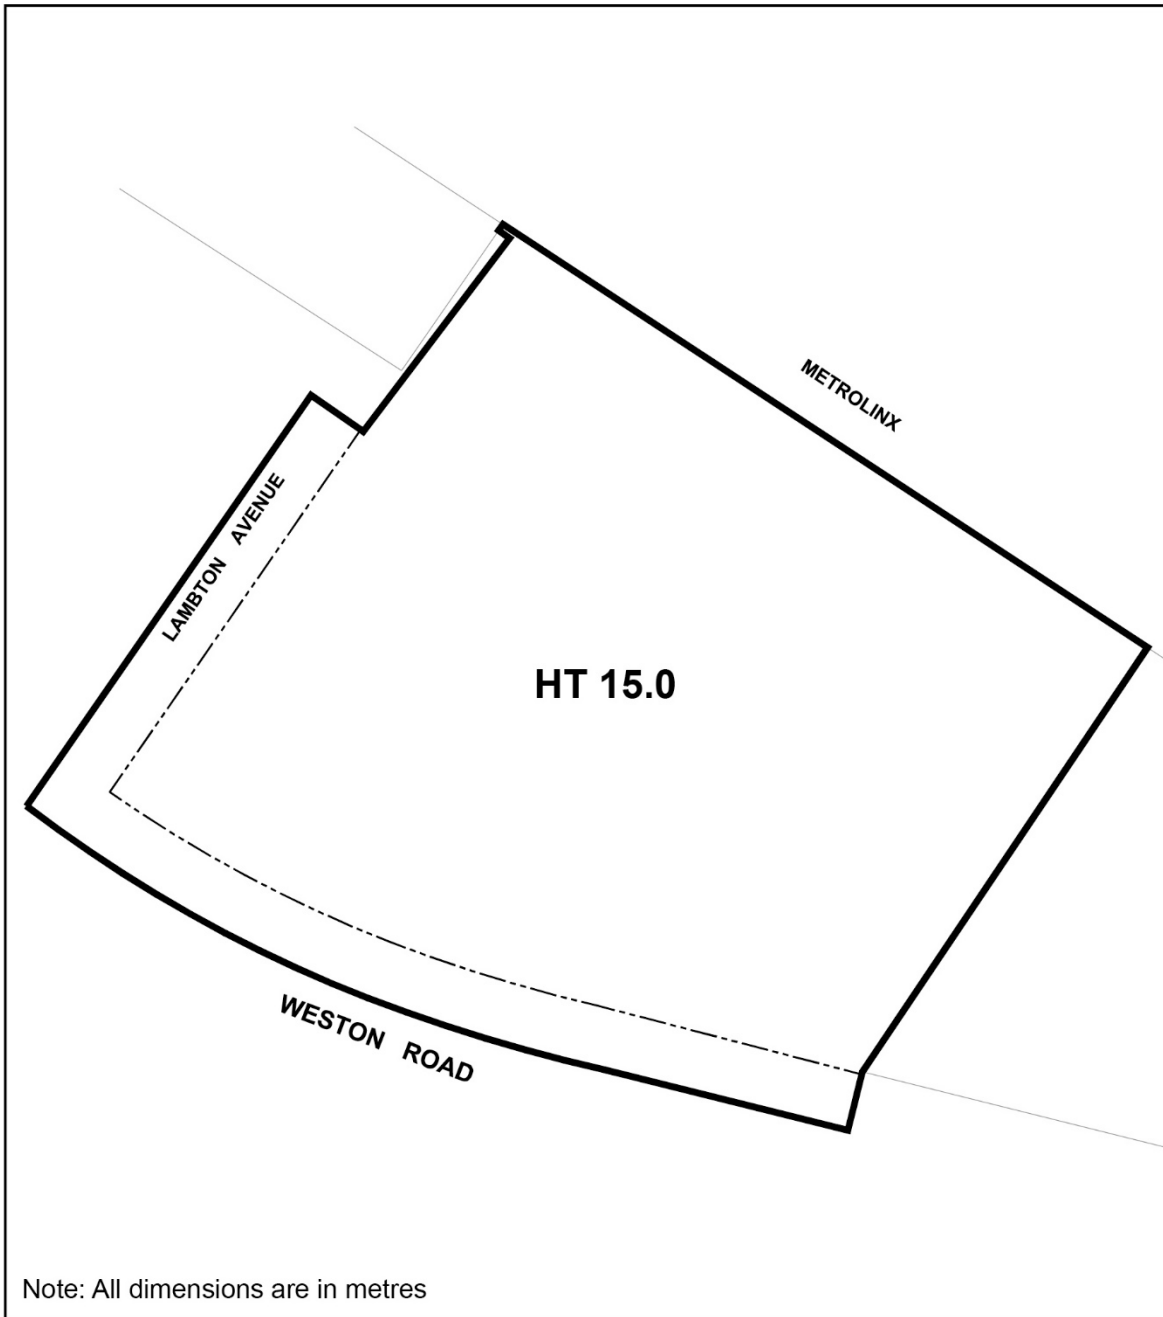 METROLINX
LAMBTON AVENUE
HT 15.0
WESTON ROAD
Note: All dimensions are in metres